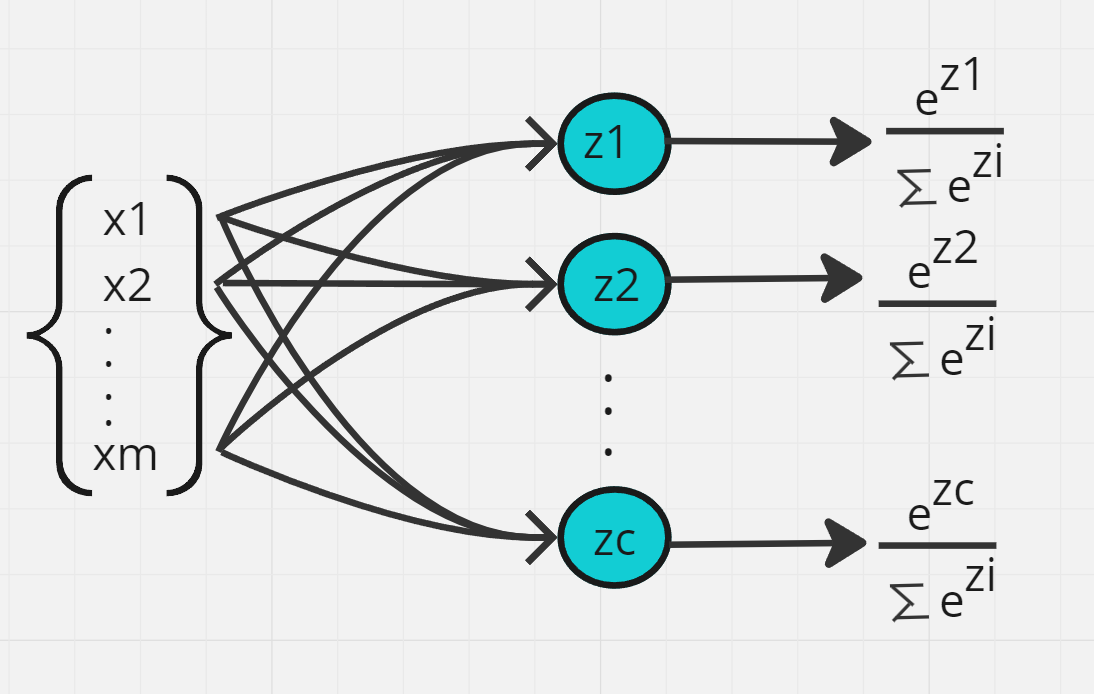 x1
x2
.
.
.
.
xm
z1
z2
.
.
.
zc
e^z1
∑ e^zi
e^z2
∑ e^zi
e^zc
∑ e^zi